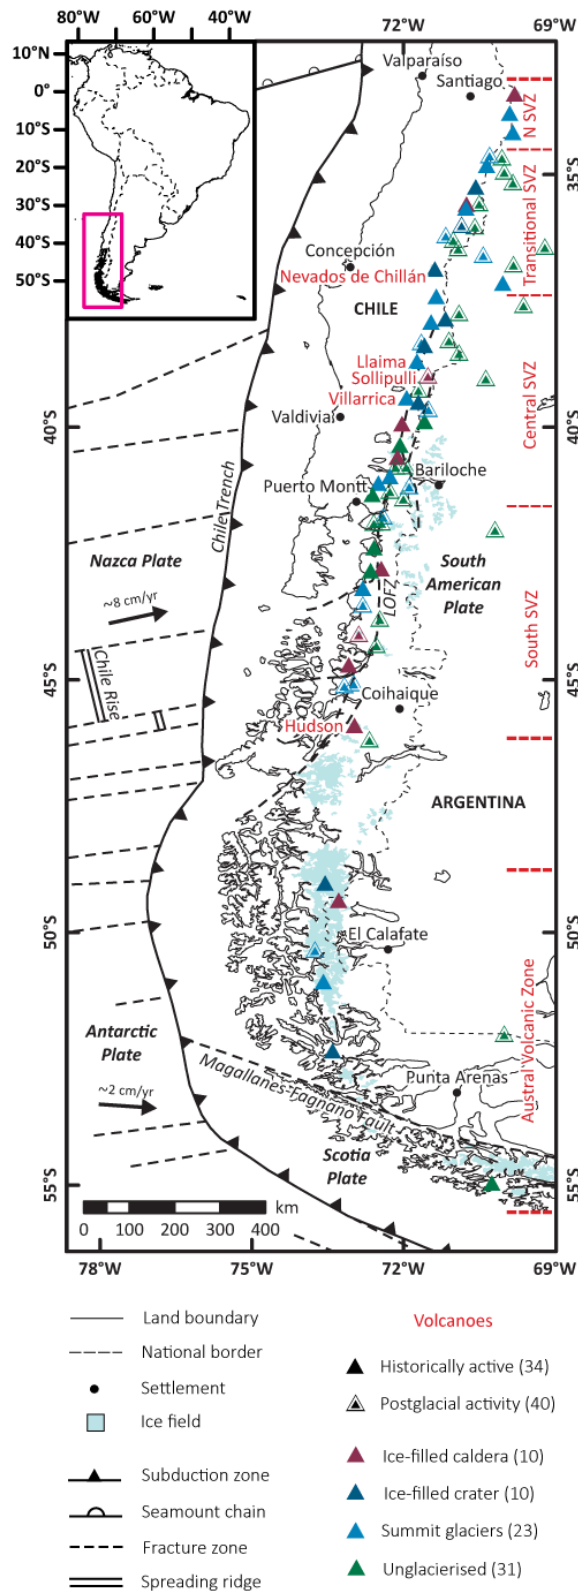 80°W 60°W 40°W
72°W 69°W
10°N
0°
10°S
20°S
30°S
40°S
50°S
Valparaíso
Santiago
N SVZ
35°S
Transitional SVZ
Concepción
Nevados de Chillán
CHILE
Llaima
Sollipulli
Villarrica
Central SVZ
40°S
Valdivia
Bariloche
Puerto Montt
Chile Trench
Nazca Plate
South
American
Plate
~8 cm/yr
LOFZ
South SVZ
Chile Rise
45°S
Coihaique
Hudson
ARGENTINA
50°S
El Calafate
Austral Volcanic Zone
Antarctic
Plate
~2 cm/yr
Magallanes-Fagnano Fault
Punta Arenas
Scotia
Plate
55°S
km
0 100 200 300 400
78°W 75°W 72°W 69°W
Land boundary
National border
Settlement
Ice field
Subduction zone
Seamount chain
Fracture zone
Spreading ridge
Volcanoes
Historically active (34)
Postglacial activity (40)
Ice-filled caldera (10)
Ice-filled crater (10)
Summit glaciers (23)
Unglacierised (31)